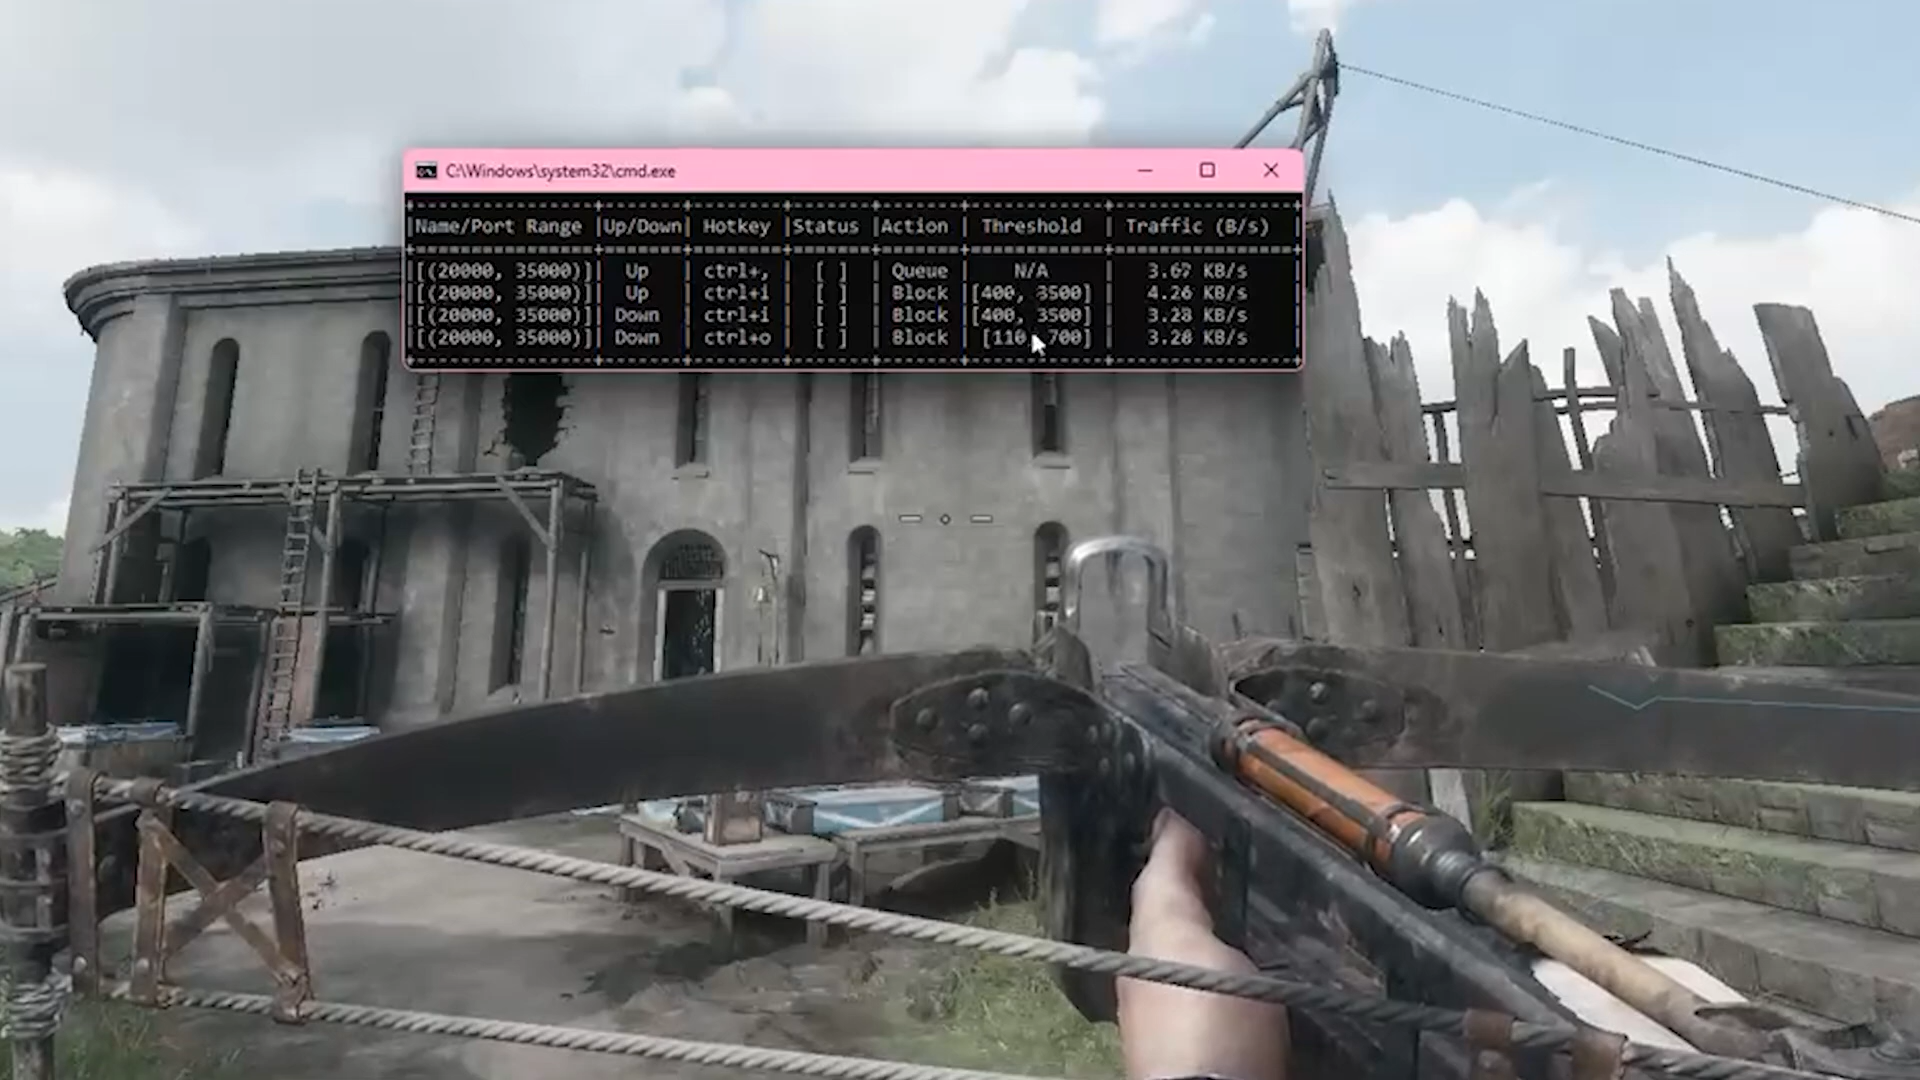 C:\Windows\system32\cmd.exe
Name/Port Range Up/Down Hotkey Status Action Threshold Traffic (B/s)
[(20000, 35000)] Up ctrl+, [ ] Queue N/A 3.67 KB/s
[(20000, 35000)] Up ctrl+i [ ] Block [400, 3500] 4.26 KB/s
[(20000, 35000)] Down ctrl+i [ ] Block [400, 3500] 3.28 KB/s
[(20000, 35000)] Down ctrl+o [ ] Block [110, 700] 3.28 KB/s